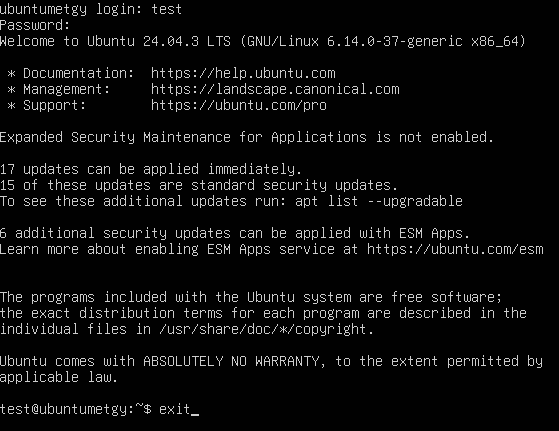 ubuntumetgy login: test
Password:
Welcome to Ubuntu 24.04.3 LTS (GNU/Linux 6.14.0-37-generic x86_64)
* Documentation:  https://help.ubuntu.com
* Management:     https://landscape.canonical.com
* Support:        https://ubuntu.com/pro
Expanded Security Maintenance for Applications is not enabled.
17 updates can be applied immediately.
15 of these updates are standard security updates.
To see these additional updates run: apt list --upgradable
6 additional security updates can be applied with ESM Apps.
Learn more about enabling ESM Apps service at https://ubuntu.com/esm
The programs included with the Ubuntu system are free software;
the exact distribution terms for each program are described in the
individual files in /usr/share/doc/*/copyright.
Ubuntu comes with ABSOLUTELY NO WARRANTY, to the extent permitted by
applicable law.
test@ubuntumetgy:~$ exit_